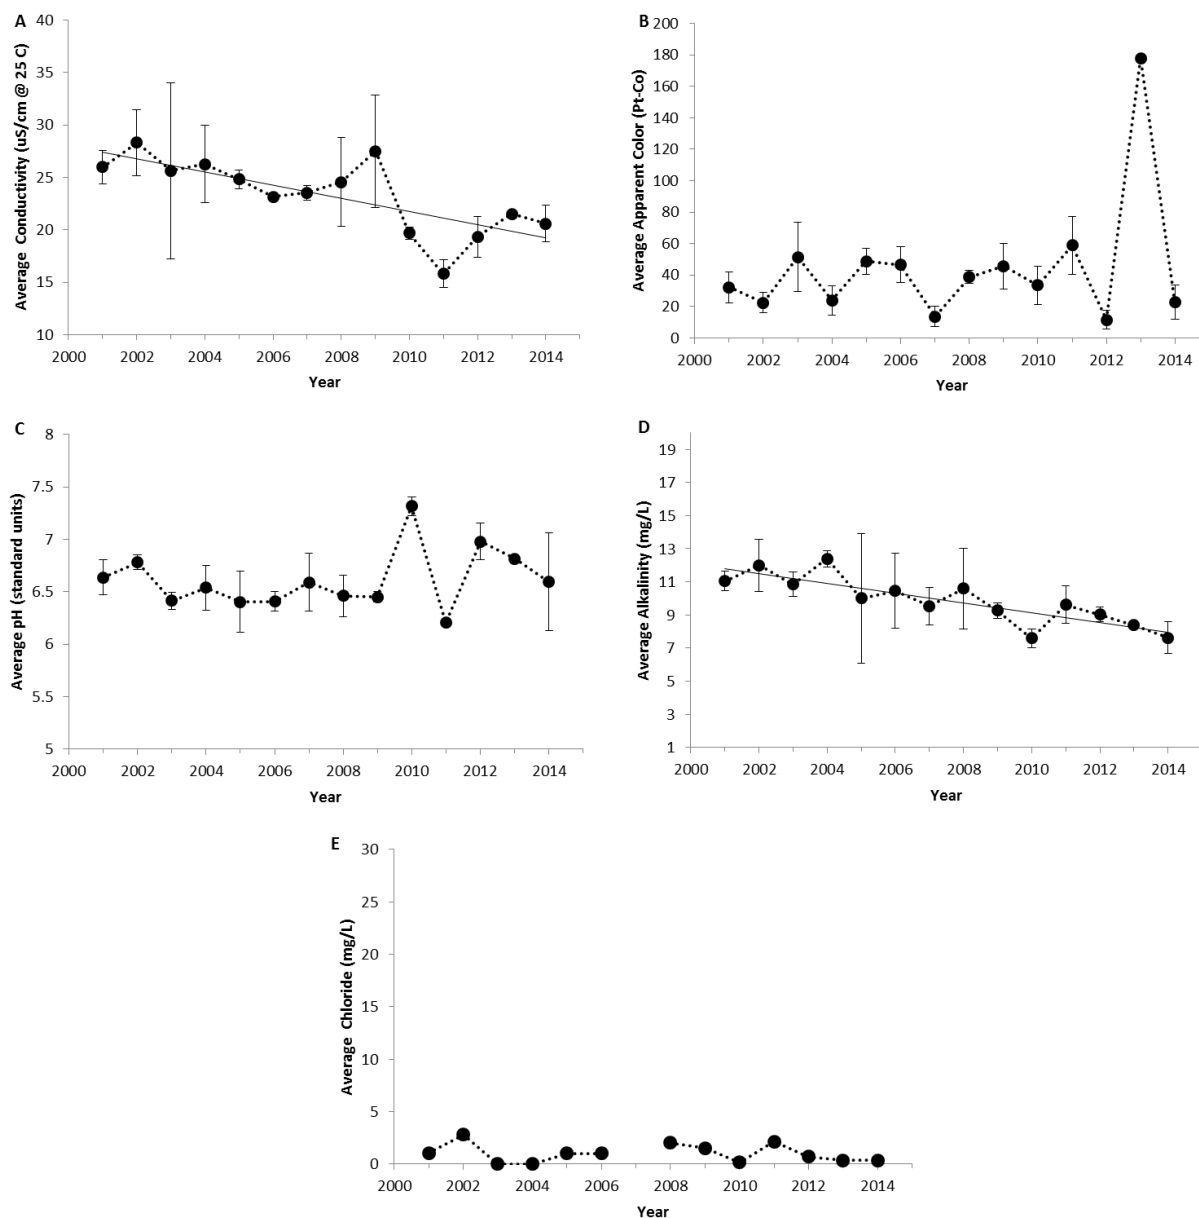 A
Average Conductivity (uS/cm @ 25 C)
40
35
30
25
20
15
10
2000 2002 2004 2006 2008 2010 2012 2014
Year
B
Average Apparent Color (Pt-Co)
200
180
160
140
120
100
80
60
40
20
0
2000 2002 2004 2006 2008 2010 2012 2014
Year
C
Average pH (standard units)
8
7.5
7
6.5
6
5.5
5
2000 2002 2004 2006 2008 2010 2012 2014
Year
D
Average Alkalinity (mg/L)
19
17
15
13
11
9
7
5
3
1
2000 2002 2004 2006 2008 2010 2012 2014
Year
E
Average Chloride (mg/L)
30
25
20
15
10
5
0
2000 2002 2004 2006 2008 2010 2012 2014
Year